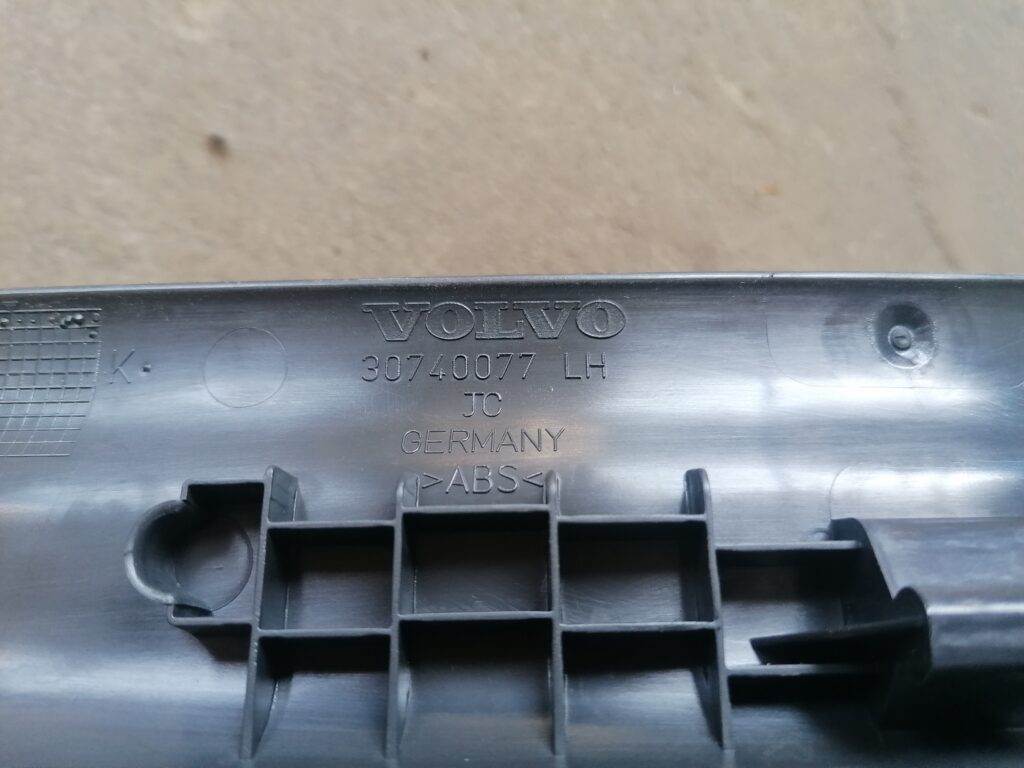 VOLVO
30740077 LH
JC
GERMANY
>ABS<
K